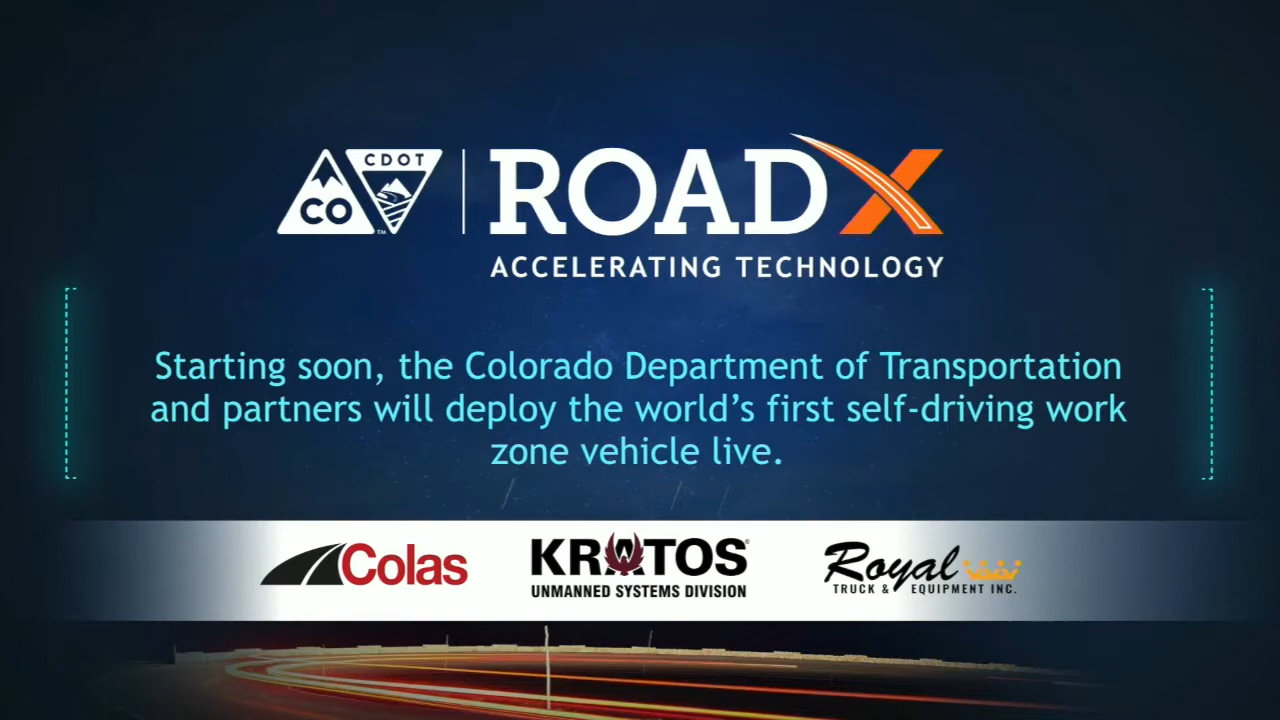 CDOT
CO
TM
ROADX
ACCELERATING TECHNOLOGY
Starting soon, the Colorado Department of Transportation
and partners will deploy the world’s first self-driving work
zone vehicle live.
Colas
KRATOS®
UNMANNED SYSTEMS DIVISION
Royal
TRUCK & EQUIPMENT INC.